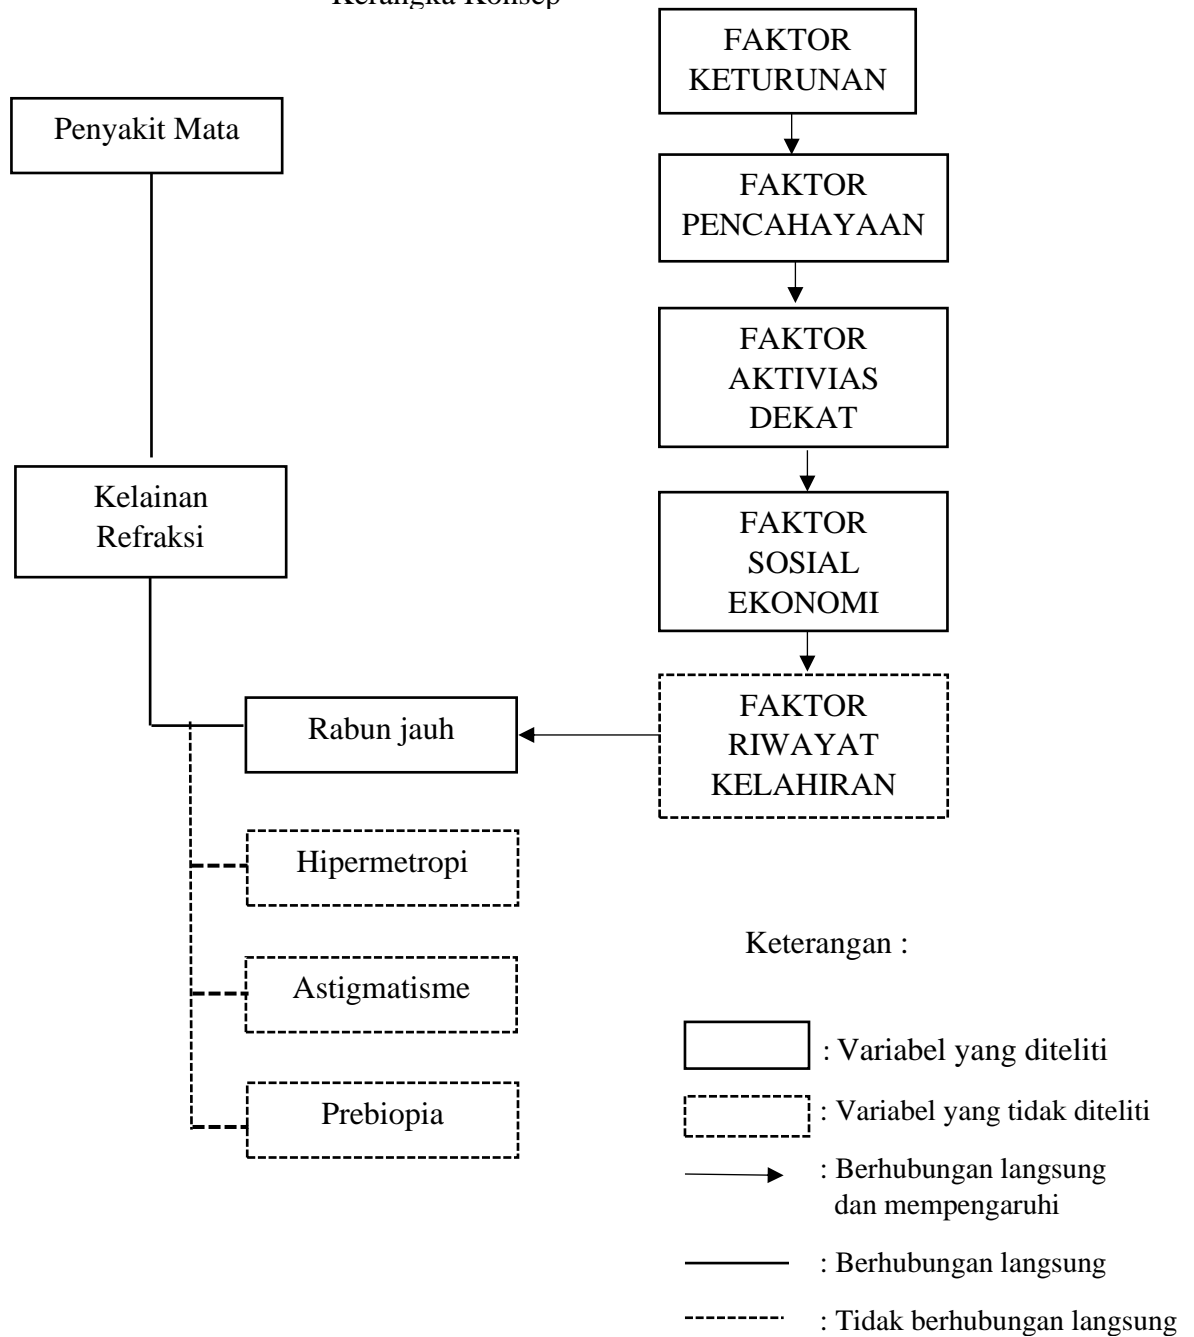 Kerangka Konsep
FAKTOR
KETURUNAN
Penyakit Mata
FAKTOR
PENCAHAYAAN
FAKTOR
AKTIVIAS
DEKAT
Kelainan
Refraksi
FAKTOR
SOSIAL
EKONOMI
Rabun jauh
FAKTOR
RIWAYAT
KELAHIRAN
Hipermetropi
Astigmatisme
Prebiopia
Keterangan :
: Variabel yang diteliti
: Variabel yang tidak diteliti
: Berhubungan langsung
dan mempengaruhi
: Berhubungan langsung
: Tidak berhubungan langsung